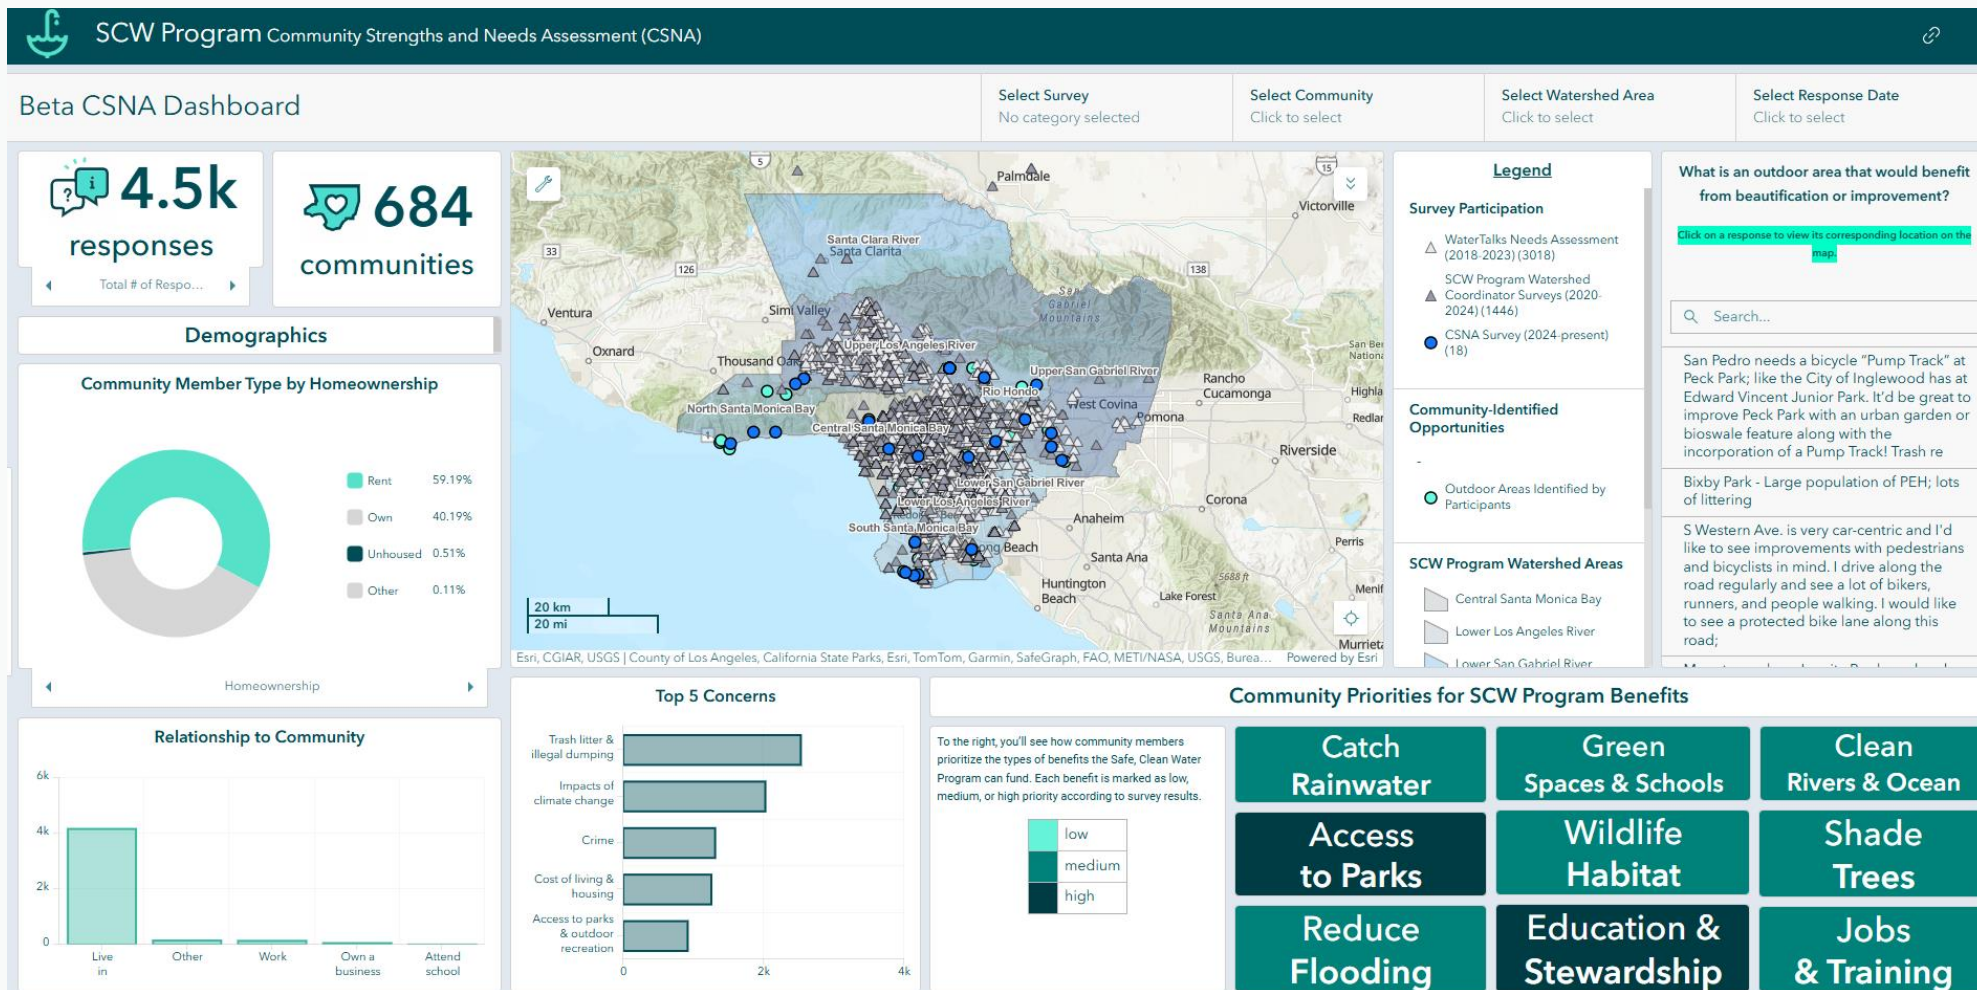 SCW Program Community Strengths and Needs Assessment (CSNA)
Beta CSNA Dashboard
Select Survey
No category selected
Select Community
Click to select
Select Watershed Area
Click to select
Select Response Date
Click to select
4.5k
responses
Total # of Respo...
684
communities
Demographics
Community Member Type by Homeownership
Rent 59.19%
Own 40.19%
Unhoused 0.51%
Other 0.11%
Homeownership
Relationship to Community
6k
4k
2k
0
Live
in
Other
Work
Own a
business
Attend
school
5
Palmdale
15
Victorville
Santa Clara River
Santa Clarita
33
126
138
San
Gabriel
Mountains
Ventura
Simi Valley
Oxnard
Upper Los Angeles River
Thousand Oak
San Ber
Nationa
Upper San Gabriel River
Rancho
Cucamonga
Rio Hondo
Highla
West Covina
North Santa Monica Bay
Pomona
Redlar
1
Central Santa Monica Bay
Riverside
Lower San Gabriel River
Lower Los Angeles River
Corona
South Santa Monica Bay
Anaheim
Perris
ong Beach
Santa Ana
5688 ft
Huntington
Beach
Lake Forest
Menif
20 km
20 mi
Santa Ana
Mountains
Murrieta
Esri, CGIAR, USGS | County of Los Angeles, California State Parks, Esri, TomTom, Garmin, SafeGraph, FAO, METI/NASA, USGS, Burea... Powered by Esri
Legend
Survey Participation
WaterTalks Needs Assessment
(2018-2023) (3018)
SCW Program Watershed
Coordinator Surveys (2020-
2024) (1446)
CSNA Survey (2024-present)
(18)
Community-Identified
Opportunities
-
Outdoor Areas Identified by
Participants
SCW Program Watershed Areas
Central Santa Monica Bay
Lower Los Angeles River
Lower San Gabriel River
What is an outdoor area that would benefit
from beautification or improvement?
Click on a response to view its corresponding location on the
map.
Search...
San Pedro needs a bicycle "Pump Track" at
Peck Park; like the City of Inglewood has at
Edward Vincent Junior Park. It'd be great to
improve Peck Park with an urban garden or
bioswale feature along with the
incorporation of a Pump Track! Trash re
Bixby Park - Large population of PEH; lots
of littering
S Western Ave. is very car-centric and I'd
like to see improvements with pedestrians
and bicyclists in mind. I drive along the
road regularly and see a lot of bikers,
runners, and people walking. I would like
to see a protected bike lane along this
road;
Top 5 Concerns
Trash litter &
illegal dumping
Impacts of
climate change
Crime
Cost of living &
housing
Access to parks
& outdoor
recreation
0
2k
4k
Community Priorities for SCW Program Benefits
To the right, you'll see how community members
prioritize the types of benefits the Safe, Clean Water
Program can fund. Each benefit is marked as low,
medium, or high priority according to survey results.
low
medium
high
Catch
Rainwater
Green
Spaces & Schools
Clean
Rivers & Ocean
Access
to Parks
Wildlife
Habitat
Shade
Trees
Reduce
Flooding
Education &
Stewardship
Jobs
& Training